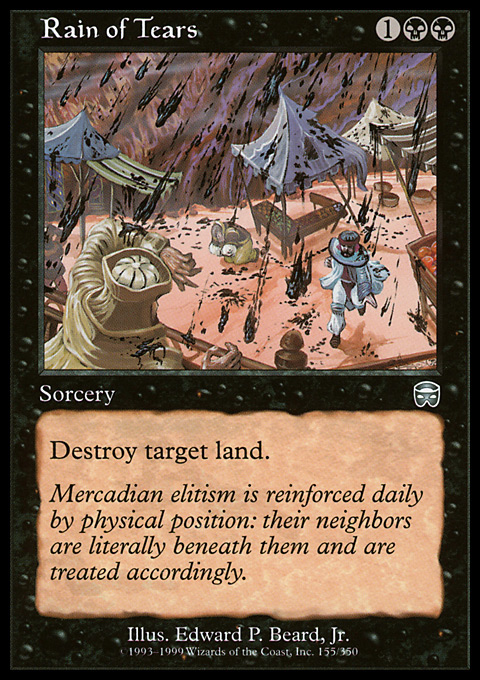 Rain of Tears 1
Sorcery
Destroy target land.
Mercadian elitism is reinforced daily
by physical position: their neighbors
are literally beneath them and are
treated accordingly.
Illus. Edward P. Beard, Jr.
©1993–1999 Wizards of the Coast, Inc. 155/350